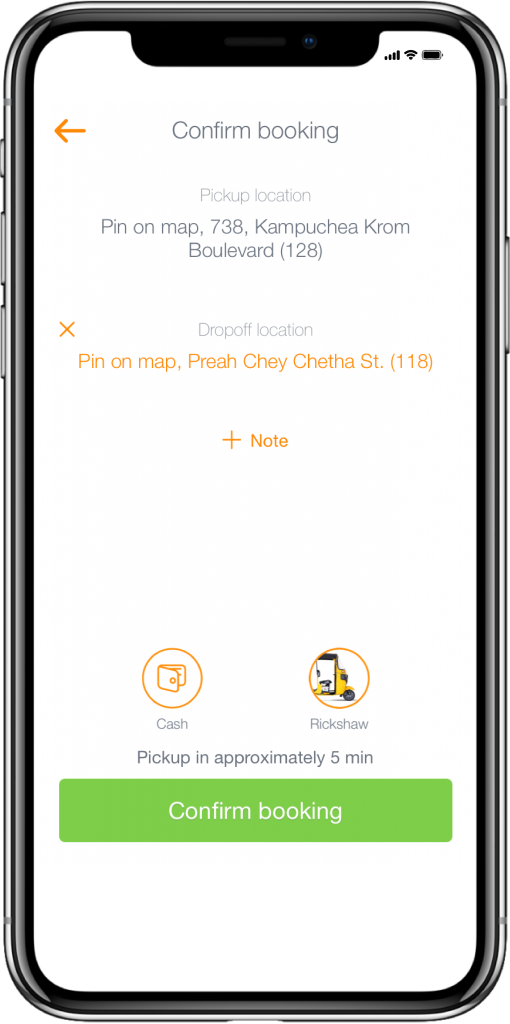 Confirm booking
Pickup location
Pin on map, 738, Kampuchea Krom
Boulevard (128)
Dropoff location
Pin on map, Preah Chey Chetha St. (118)
+ Note
Cash
Rickshaw
Pickup in approximately 5 min
Confirm booking